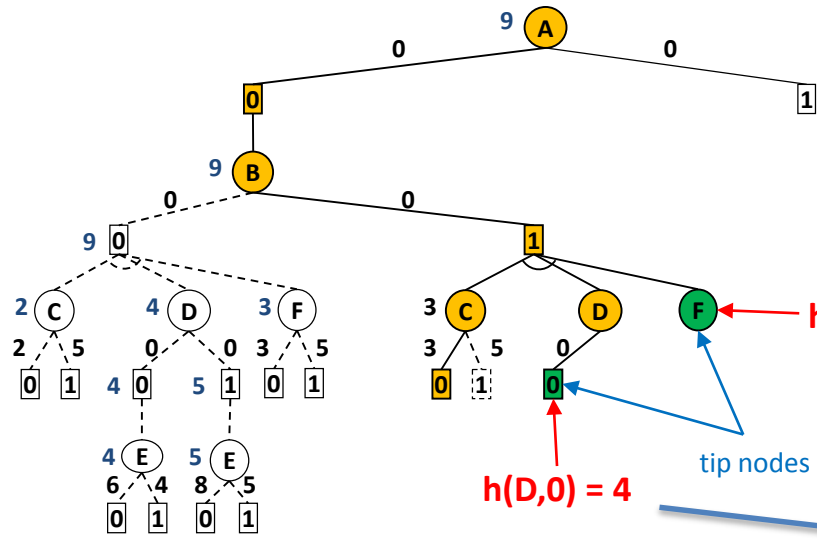 9 A
0 0
0 1
9 B
0 0
9 0 1
2 C 4 D 3 F 3 C D F h
2 5 0 0 3 5 3 5 0
0 1 4 0 5 1 0 1 0 1 0
4 E 5 E
tip nodes
6 4 8 5
h(D,0) = 4
0 1 0 1